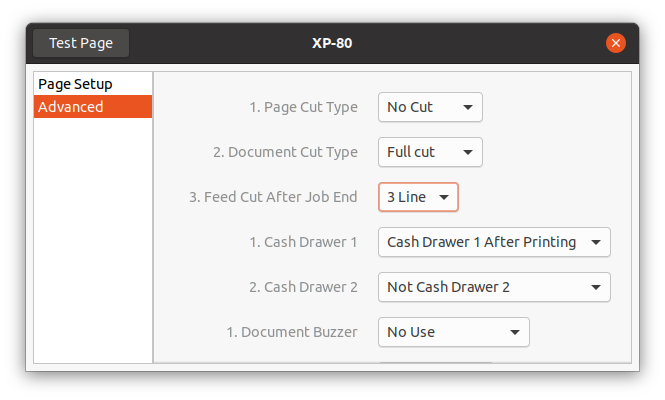 Test Page
XP-80
Page Setup
Advanced
1. Page Cut Type No Cut
2. Document Cut Type Full cut
3. Feed Cut After Job End 3 Line
1. Cash Drawer 1 Cash Drawer 1 After Printing
2. Cash Drawer 2 Not Cash Drawer 2
1. Document Buzzer No Use